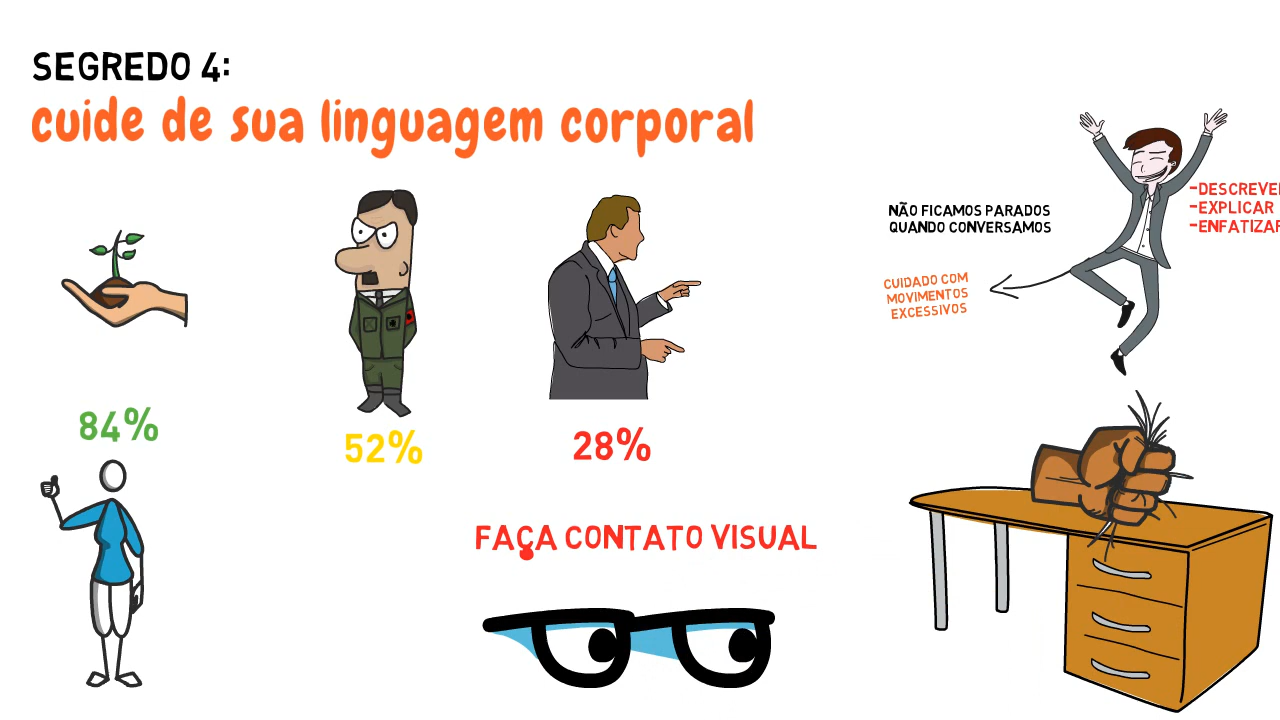 SEGREDO 4:
cuide de sua linguagem corporal
NÃO FICAMOS PARADOS
QUANDO CONVERSAMOS
-DESCREVE
-EXPLICAR
-ENFATIZAR
CUIDADO COM
MOVIMENTOS
EXCESSIVOS
84%
52%
28%
FAÇA CONTATO VISUAL